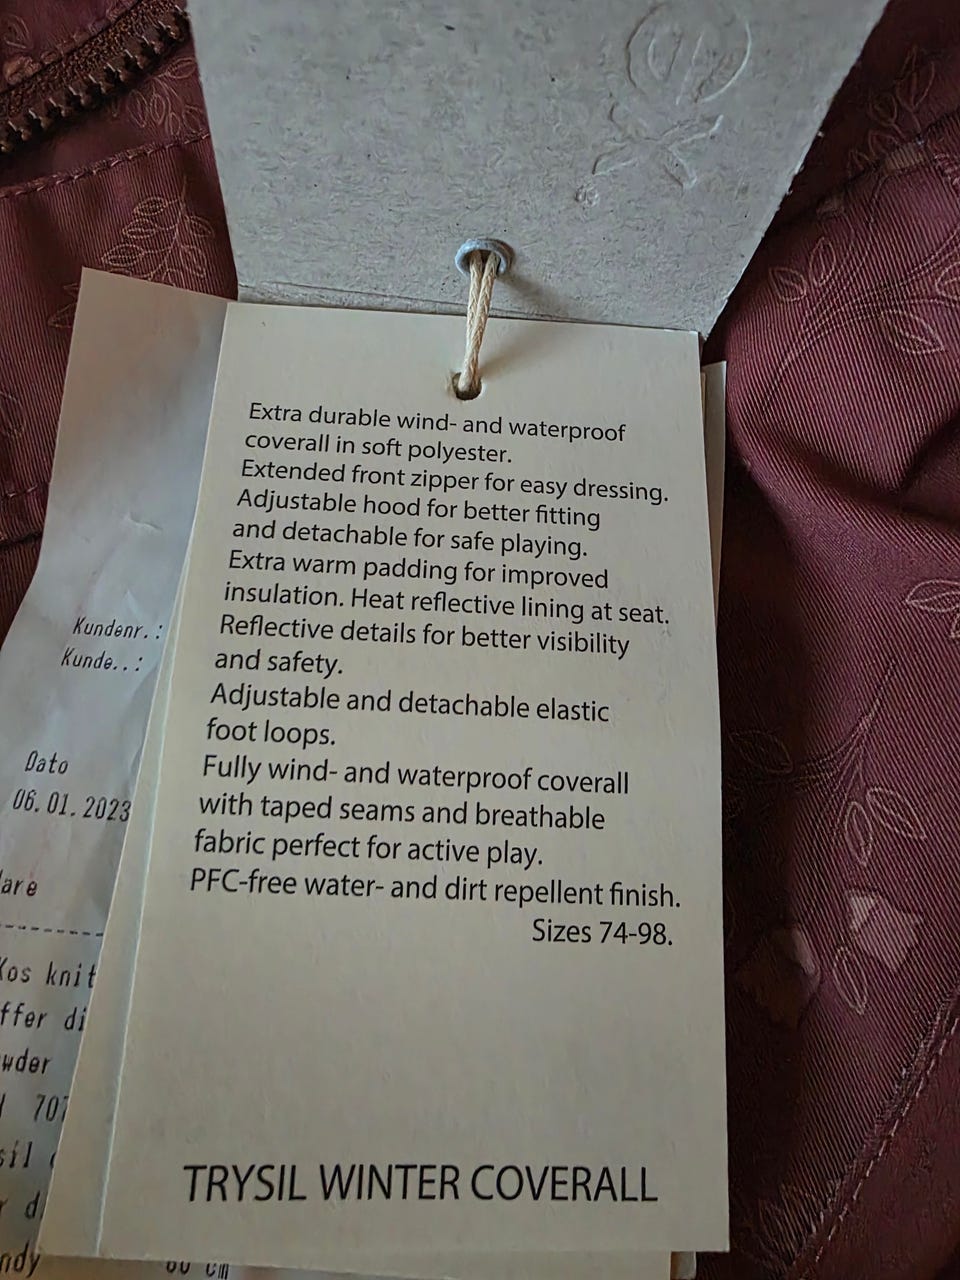 Extra durable wind- and waterproof
coverall in soft polyester.
Extended front zipper for easy dressing.
Adjustable hood for better fitting
and detachable for safe playing.
Extra warm padding for improved
insulation. Heat reflective lining at seat.
Reflective details for better visibility
and safety.
Adjustable and detachable elastic
foot loops.
Fully wind- and waterproof coverall
with taped seams and breathable
fabric perfect for active play.
PFC-free water- and dirt repellent finish.
Sizes 74-98.
TRYSIL WINTER COVERALL
Kundenr.:
Kunde..:
Dato
06.01.2023
knit
cm